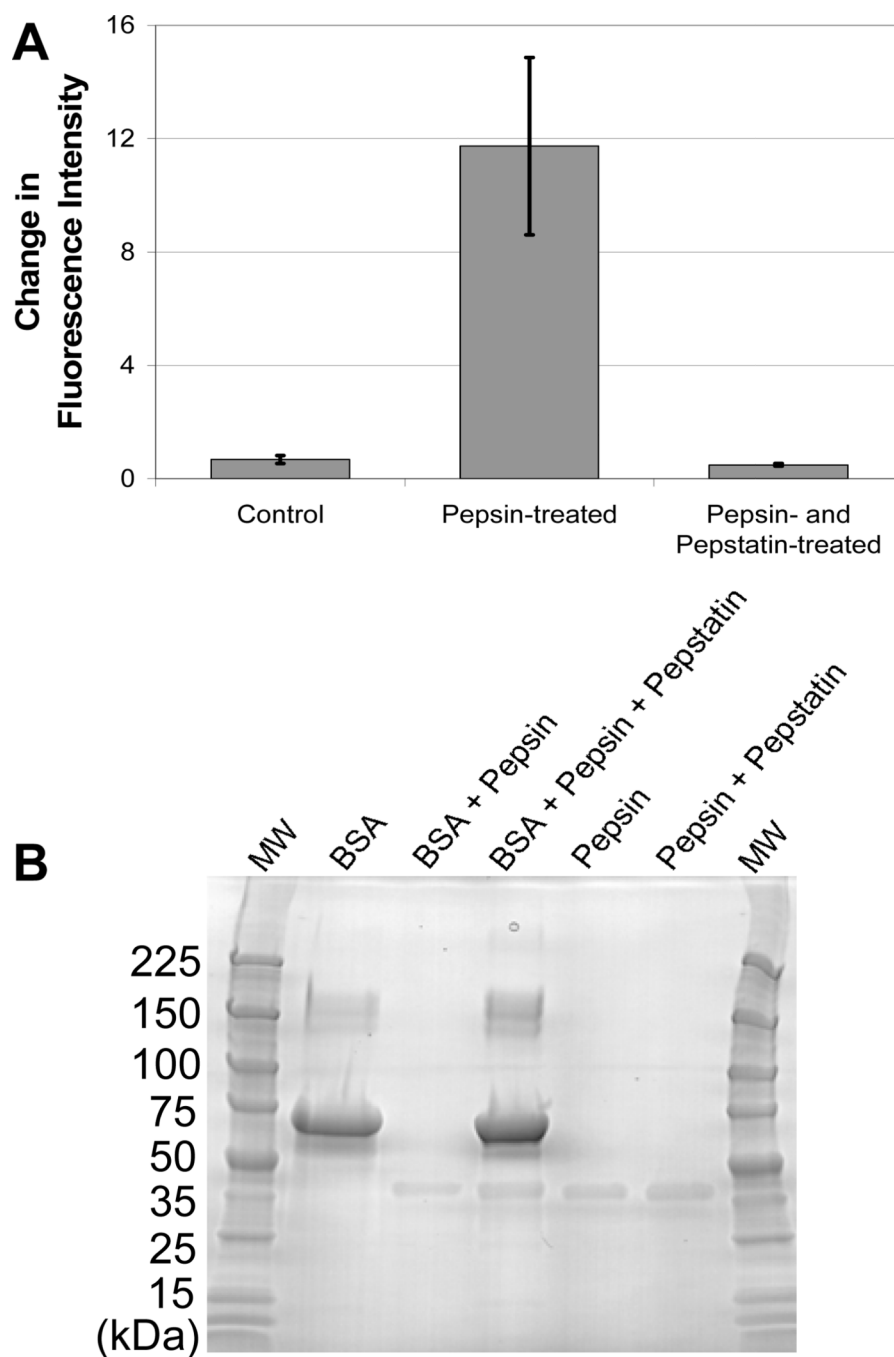 A
Change in
Fluorescence Intensity
16
12
8
4
0
Control
Pepsin-treated
Pepsin- and
Pepstatin-treated
B
MW
BSA
BSA + Pepsin
BSA + Pepsin + Pepstatin
Pepsin
Pepsin + Pepstatin
MW
225
150
100
75
50
35
25
15
(kDa)